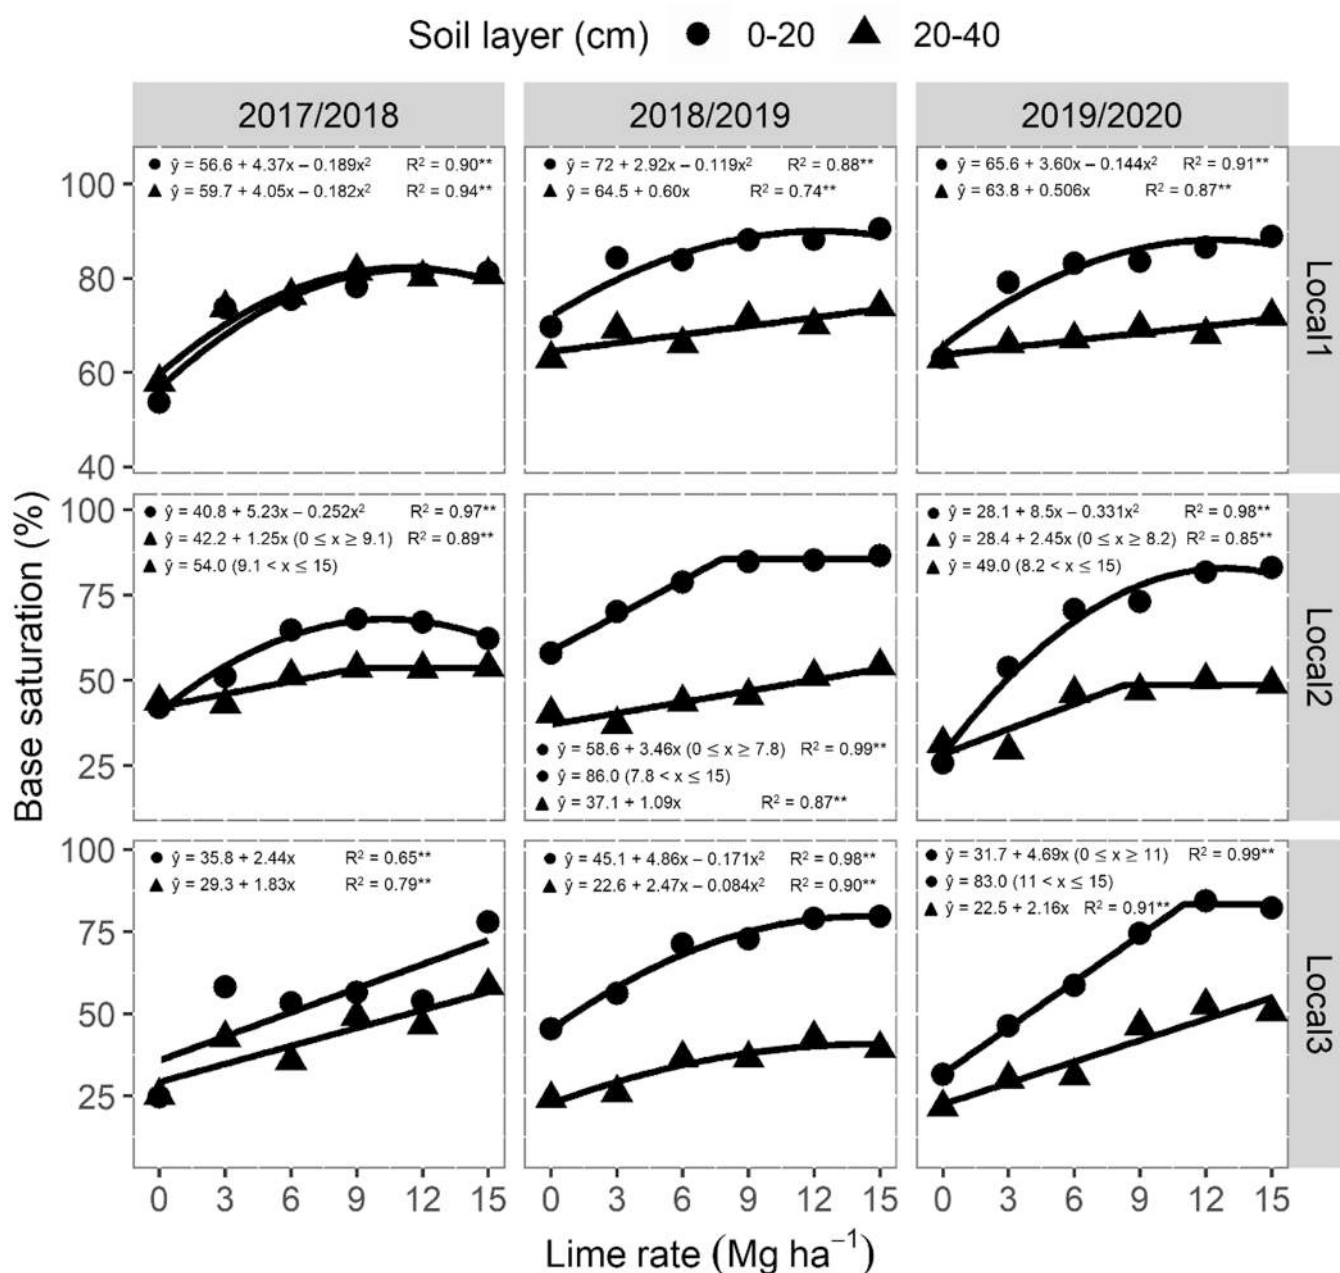 Soil layer (cm) ● 0-20 ▲ 20-40
2017/2018
2018/2019
2019/2020
Base saturation (%)
100
80
60
40
● ŷ = 56.6 + 4.37x – 0.189x² R² = 0.90**
▲ ŷ = 59.7 + 4.05x – 0.182x² R² = 0.94**
● ŷ = 72 + 2.92x – 0.119x² R² = 0.88**
▲ ŷ = 64.5 + 0.60x R² = 0.74**
● ŷ = 65.6 + 3.60x – 0.144x² R² = 0.91**
▲ ŷ = 63.8 + 0.506x R² = 0.87**
Local1
100
75
50
25
● ŷ = 40.8 + 5.23x – 0.252x² R² = 0.97**
▲ ŷ = 42.2 + 1.25x (0 ≤ x ≥ 9.1) R² = 0.89**
▲ ŷ = 54.0 (9.1 < x ≤ 15)
● ŷ = 58.6 + 3.46x (0 ≤ x ≥ 7.8) R² = 0.99**
● ŷ = 86.0 (7.8 < x ≤ 15)
▲ ŷ = 37.1 + 1.09x R² = 0.87**
● ŷ = 28.1 + 8.5x – 0.331x² R² = 0.98**
▲ ŷ = 28.4 + 2.45x (0 ≤ x ≥ 8.2) R² = 0.85**
▲ ŷ = 49.0 (8.2 < x ≤ 15)
Local2
100
75
50
25
● ŷ = 35.8 + 2.44x R² = 0.65**
▲ ŷ = 29.3 + 1.83x R² = 0.79**
● ŷ = 45.1 + 4.86x – 0.171x² R² = 0.98**
▲ ŷ = 22.6 + 2.47x – 0.084x² R² = 0.90**
● ŷ = 31.7 + 4.69x (0 ≤ x ≥ 11) R² = 0.99**
● ŷ = 83.0 (11 < x ≤ 15)
▲ ŷ = 22.5 + 2.16x R² = 0.91**
Local3
0 3 6 9 12 15
0 3 6 9 12 15
0 3 6 9 12 15
Lime rate (Mg ha⁻¹)